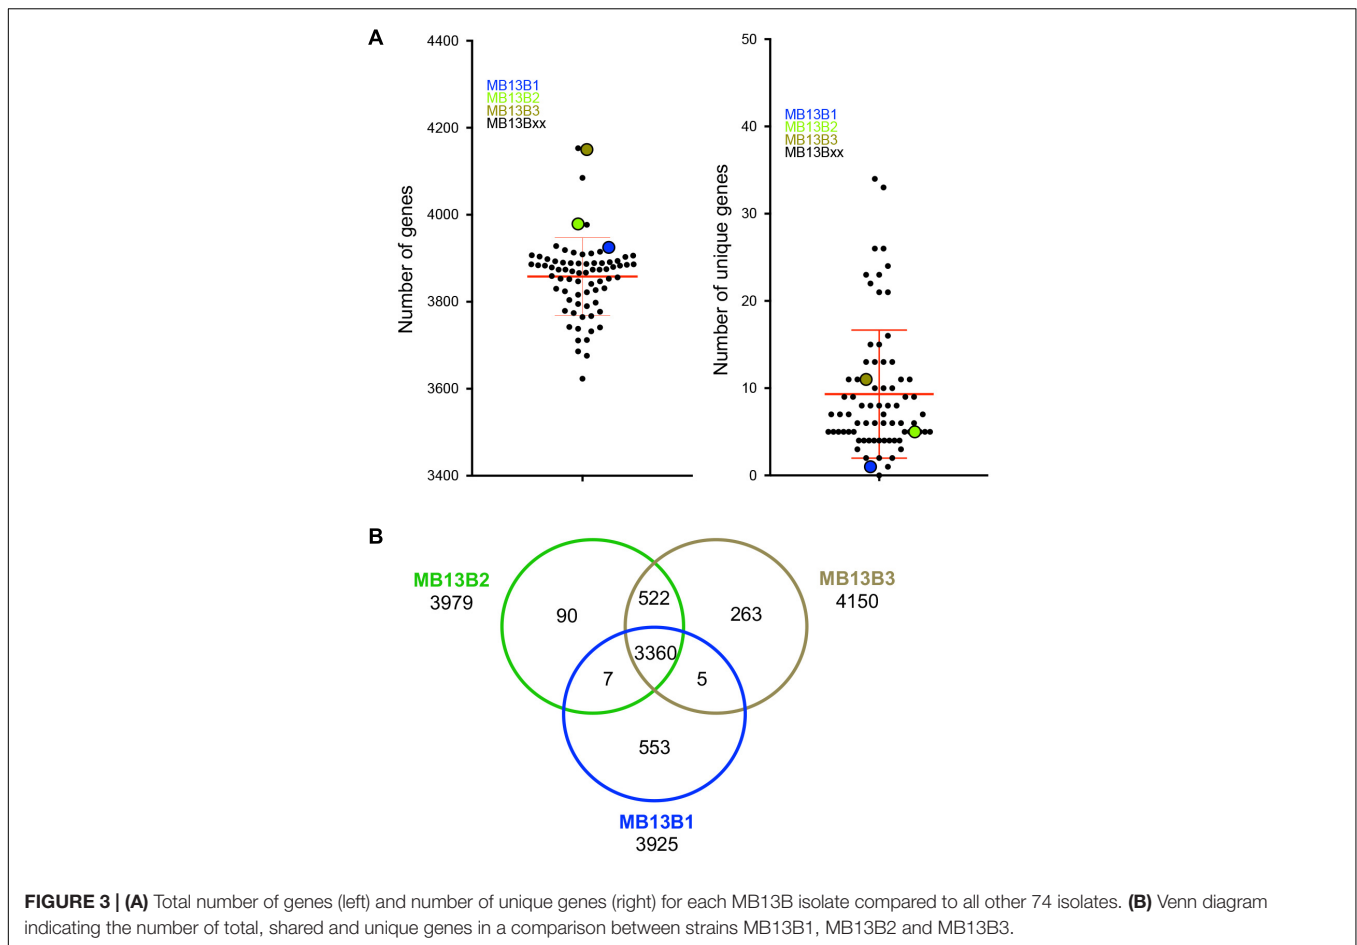 A
4400
4200
4000
3800
3600
3400
Number of genes
MB13B1
MB13B2
MB13B3
MB13Bxx
50
40
30
20
10
0
Number of unique genes
MB13B1
MB13B2
MB13B3
MB13Bxx
B
MB13B2
3979
MB13B3
4150
90
522
263
3360
7
5
553
MB13B1
3925
FIGURE 3 | (A) Total number of genes (left) and number of unique genes (right) for each MB13B isolate compared to all other 74 isolates. (B) Venn diagram
indicating the number of total, shared and unique genes in a comparison between strains MB13B1, MB13B2 and MB13B3.